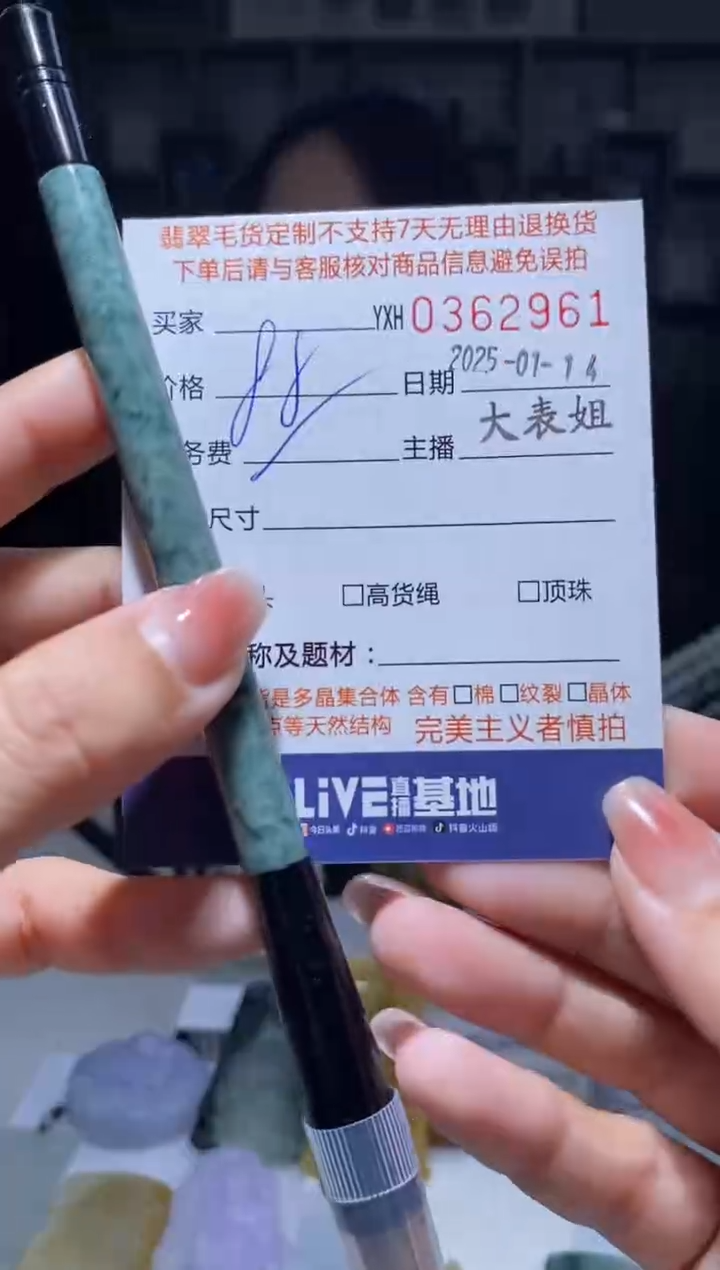 翡翠毛货定制不支持7天无理由退换货
下单后请与客服核对商品信息避免误拍
买家 YXH 0362961
价格 日期 2025-01-14
务费 主播 大表姐
尺寸
□高货绳 □顶珠
称及题材：
是多晶集合体 含有□棉 □纹裂 □晶体
等天然结构 完美主义者慎拍
LiVE直播基地
今日头条 抖音 抖音火山版